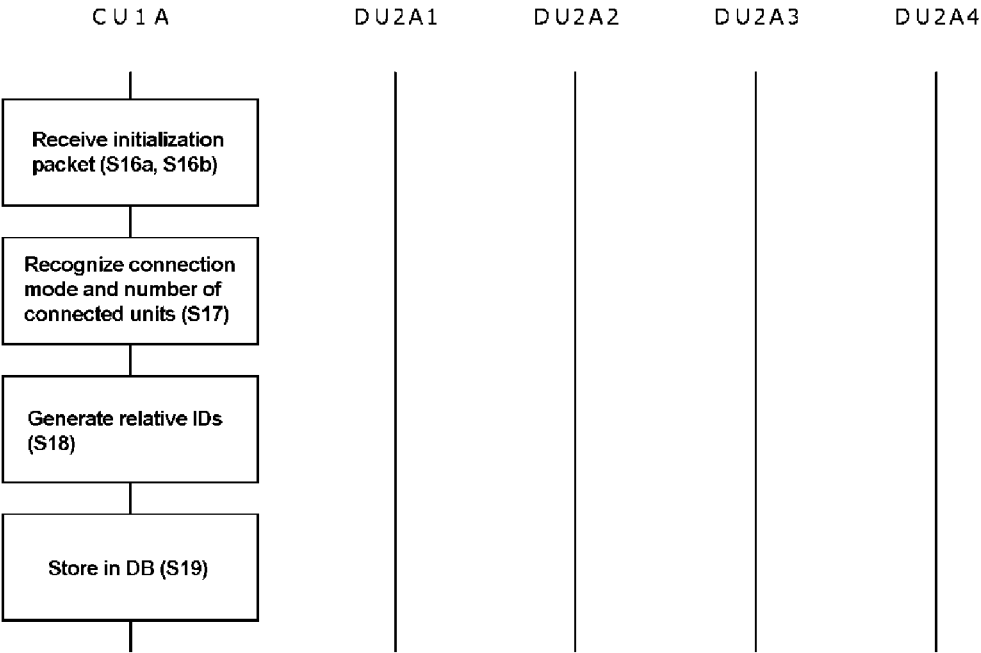 CU1A DU2A1 DU2A2 DU2A3 DU2A4
Receive initialization
packet (S16a, S16b)
Recognize connection
mode and number of
connected units (S17)
Generate relative IDs
(S18)
Store in DB (S19)